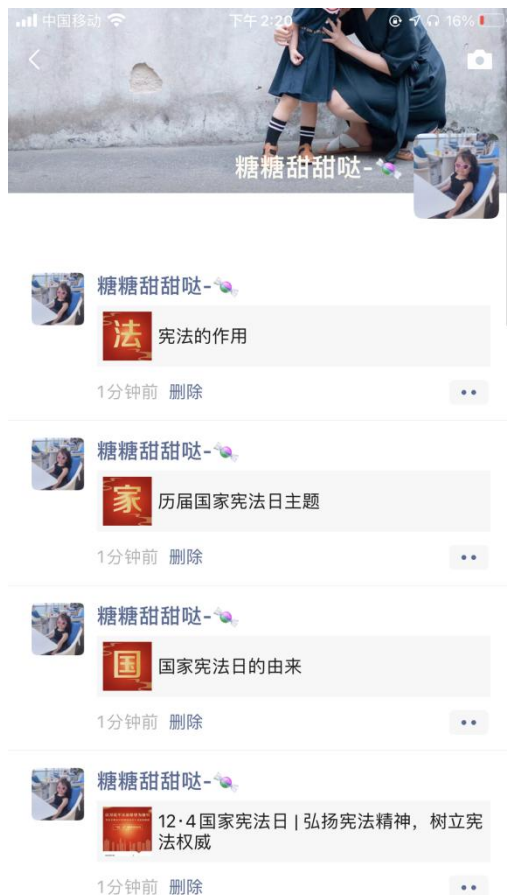 中国移动 下午2:20 16%
糖糖甜甜哒-
糖糖甜甜哒-
法 宪法的作用
1分钟前 删除
糖糖甜甜哒-
家 历届国家宪法日主题
1分钟前 删除
糖糖甜甜哒-
国 国家宪法日的由来
1分钟前 删除
糖糖甜甜哒-
12·4国家宪法日 | 弘扬宪法精神，树立宪
法权威
1分钟前 删除